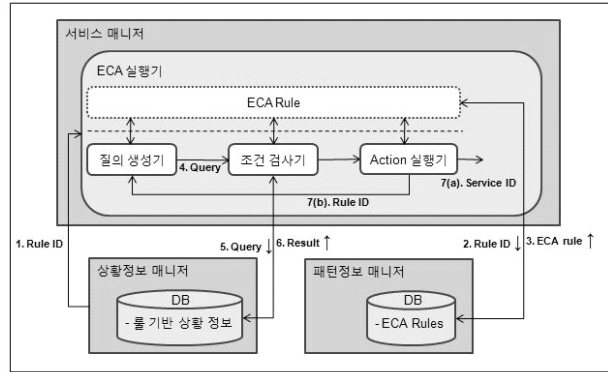 서비스 매니저
ECA 실행기
ECA Rule
질의 생성기
4. Query
조건 검사기
Action 실행기
7(a). Service ID
7(b). Rule ID
1. Rule ID
5. Query ↓
6. Result ↑
2. Rule ID ↓
3. ECA rule ↑
상황정보 매니저
DB
- 룰 기반 상황 정보
패턴정보 매니저
DB
- ECA Rules